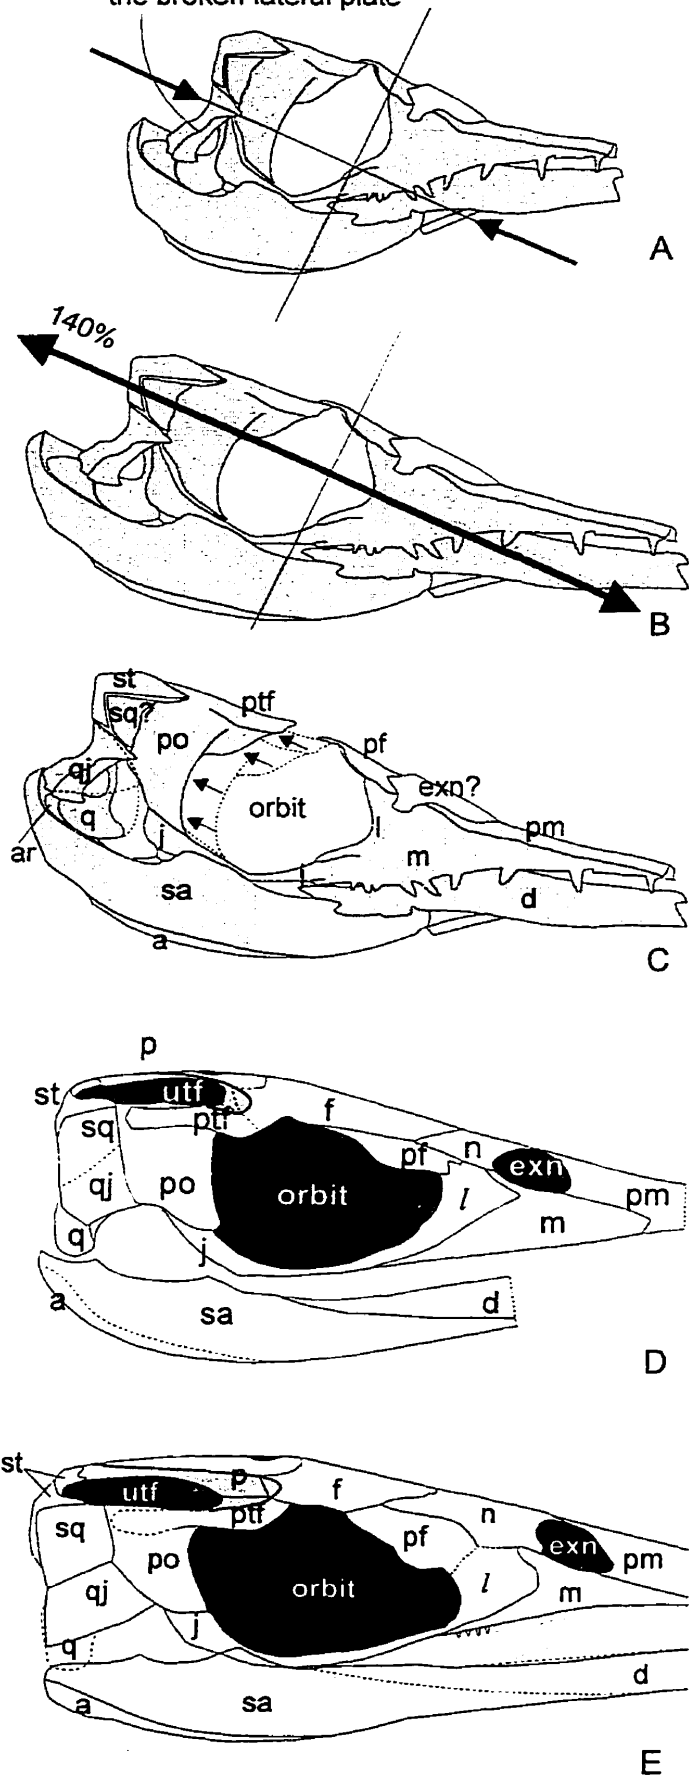 the broken lateral plate
A
140%
B
st
sq?
ptf
po
pf
qj
exn?
orbit
q
pm
l
j
ar
m
l
sa
d
a
C
p
st
utf
f
ptf
sq
n
pf
exn
qj
po
orbit
l
pm
m
q
j
a
sa
d
D
st
p
utf
f
ptf
n
sq
pf
exn
po
pm
orbit
l
m
qj
j
q
d
a
sa
E